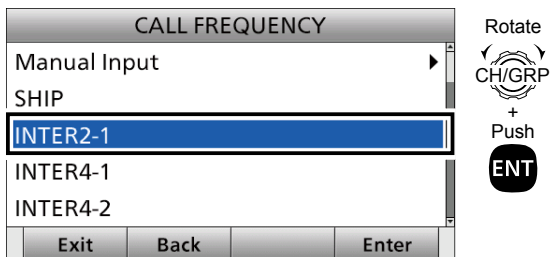 CALL FREQUENCY
Manual Input
SHIP
INTER2-1
INTER4-1
INTER4-2
Exit Back Enter
Rotate
CH/GRP
+
Push
ENT